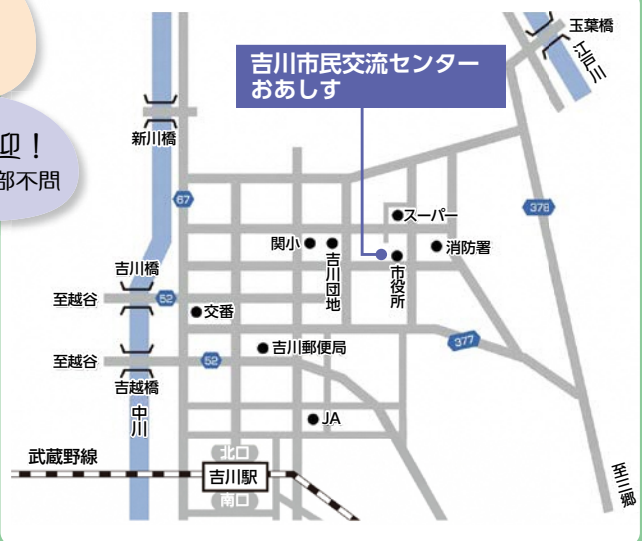 迎！
部不問
吉川市民交流センター
おあしす
玉葉橋
江戸川
新川橋
67
378
スーパー
関小
吉川団地
市役所
消防署
吉川橋
至越谷
52
交番
377
至越谷
52
吉川郵便局
吉越橋
中川
JA
武蔵野線
北口
吉川駅
南口
至三郷